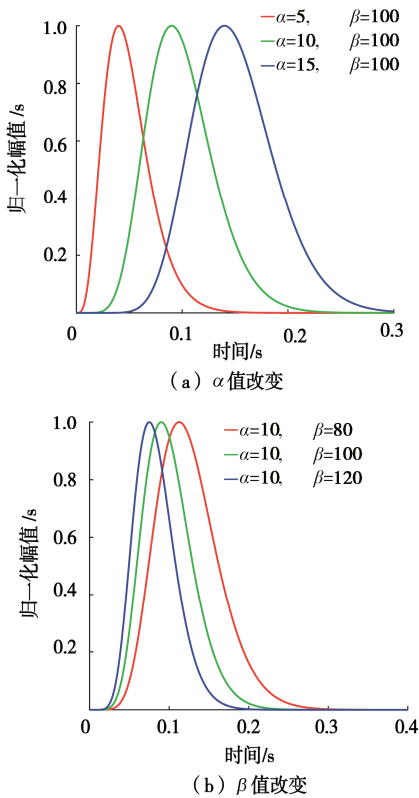 α=5, β=100
α=10, β=100
α=15, β=100
1.0
0.8
0.6
0.4
0.2
归一化幅值 /s
0 0.1 0.2 0.3
时间/s
（a）α值改变
α=10, β=80
α=10, β=100
α=10, β=120
1.0
0.8
0.6
0.4
0.2
归一化幅值 /s
0 0.1 0.2 0.3 0.4
时间/s
（b）β值改变